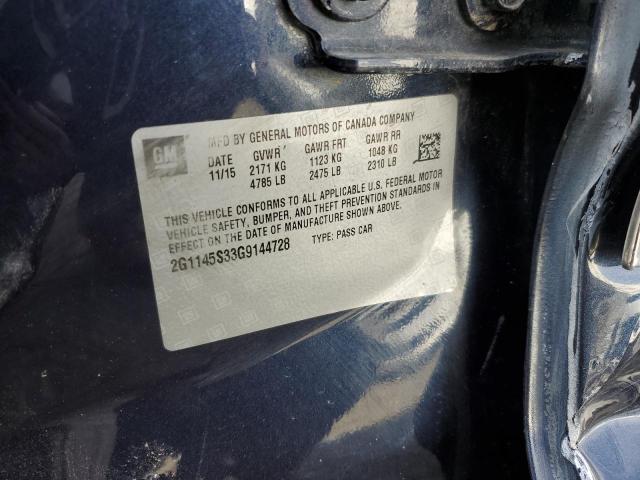 GM
MFD BY GENERAL MOTORS OF CANADA COMPANY
DATE GVWR GAWR FRT GAWR RR
11/15 2171 KG 1123 KG 1048 KG
4785 LB 2475 LB 2310 LB
THIS VEHICLE CONFORMS TO ALL APPLICABLE U.S. FEDERAL MOTOR
VEHICLE SAFETY, BUMPER, AND THEFT PREVENTION STANDARDS IN
EFFECT ON THE DATE OF MANUFACTURE SHOWN ABOVE.
2G1145S33G9144728 TYPE: PASS CAR